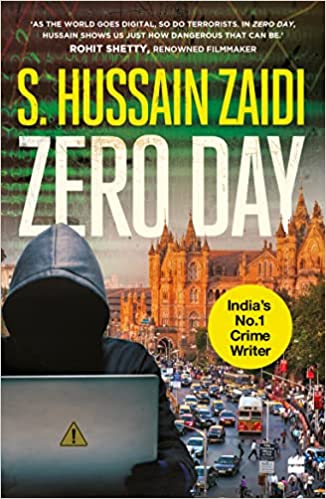 'AS THE WORLD GOES DIGITAL, SO DO TERRORISTS. IN ZERO DAY,
HUSSAIN SHOWS US JUST HOW DANGEROUS THAT CAN BE.'
ROHIT SHETTY, RENOWNED FILMMAKER
S. HUSSAIN ZAIDI
ZERO DAY
India's
No.1
Crime
Writer